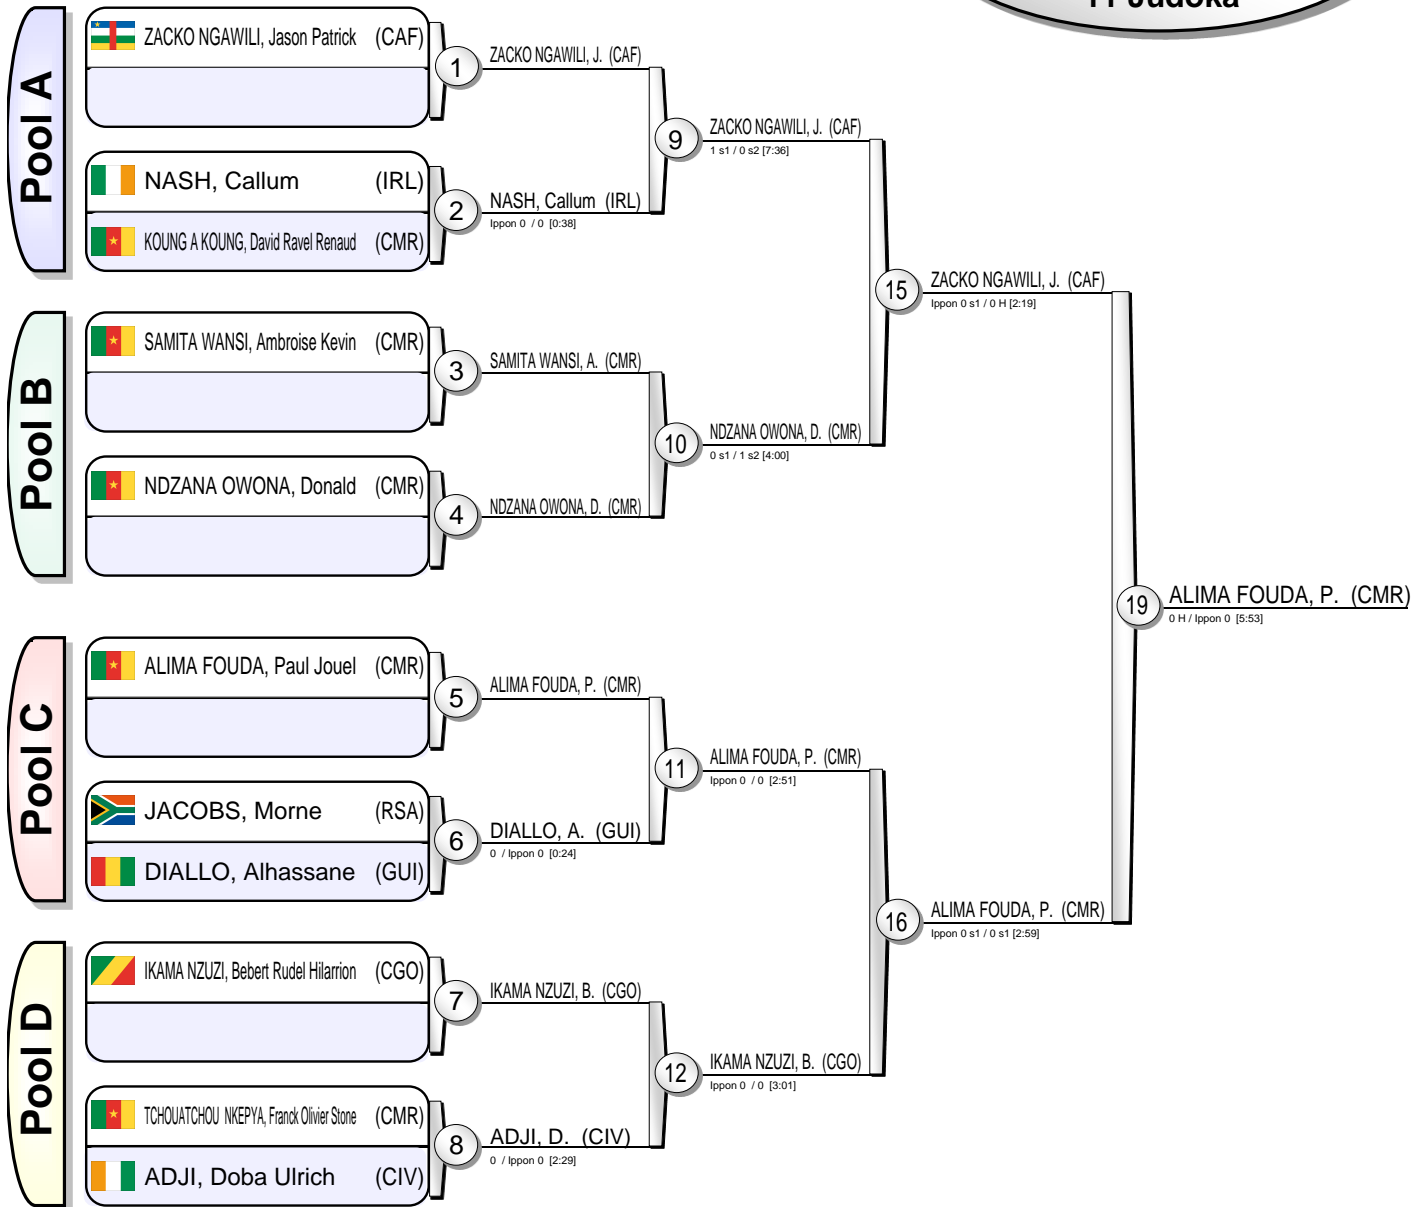 11 Judoka
Pool A
ZACKO NGAWILI, Jason Patrick (CAF)
1
ZACKO NGAWILI, J. (CAF)
NASH, Callum (IRL)
KOUNG A KOUNG, David Ravel Renaud (CMR)
2
NASH, Callum (IRL)
Ippon 0 / 0 [0:38]
9
ZACKO NGAWILI, J. (CAF)
1 s1 / 0 s2 [7:36]
Pool B
SAMITA WANSI, Ambroise Kevin (CMR)
3
SAMITA WANSI, A. (CMR)
NDZANA OWONA, Donald (CMR)
4
NDZANA OWONA, D. (CMR)
10
NDZANA OWONA, D. (CMR)
0 s1 / 1 s2 [4:00]
15
ZACKO NGAWILI, J. (CAF)
Ippon 0 s1 / 0 H [2:19]
Pool C
ALIMA FOUDA, Paul Jouel (CMR)
5
ALIMA FOUDA, P. (CMR)
JACOBS, Morne (RSA)
DIALLO, Alhassane (GUI)
6
DIALLO, A. (GUI)
0 / Ippon 0 [0:24]
11
ALIMA FOUDA, P. (CMR)
Ippon 0 / 0 [2:51]
Pool D
IKAMA NZUZI, Bebert Rudel Hilarrion (CGO)
7
IKAMA NZUZI, B. (CGO)
TCHOUATCHOU NKEPYA, Franck Olivier Stone (CMR)
ADJI, Doba Ulrich (CIV)
8
ADJI, D. (CIV)
0 / Ippon 0 [2:29]
12
IKAMA NZUZI, B. (CGO)
Ippon 0 / 0 [3:01]
16
ALIMA FOUDA, P. (CMR)
Ippon 0 s1 / 0 s1 [2:59]
19
ALIMA FOUDA, P. (CMR)
0 H / Ippon 0 [5:53]